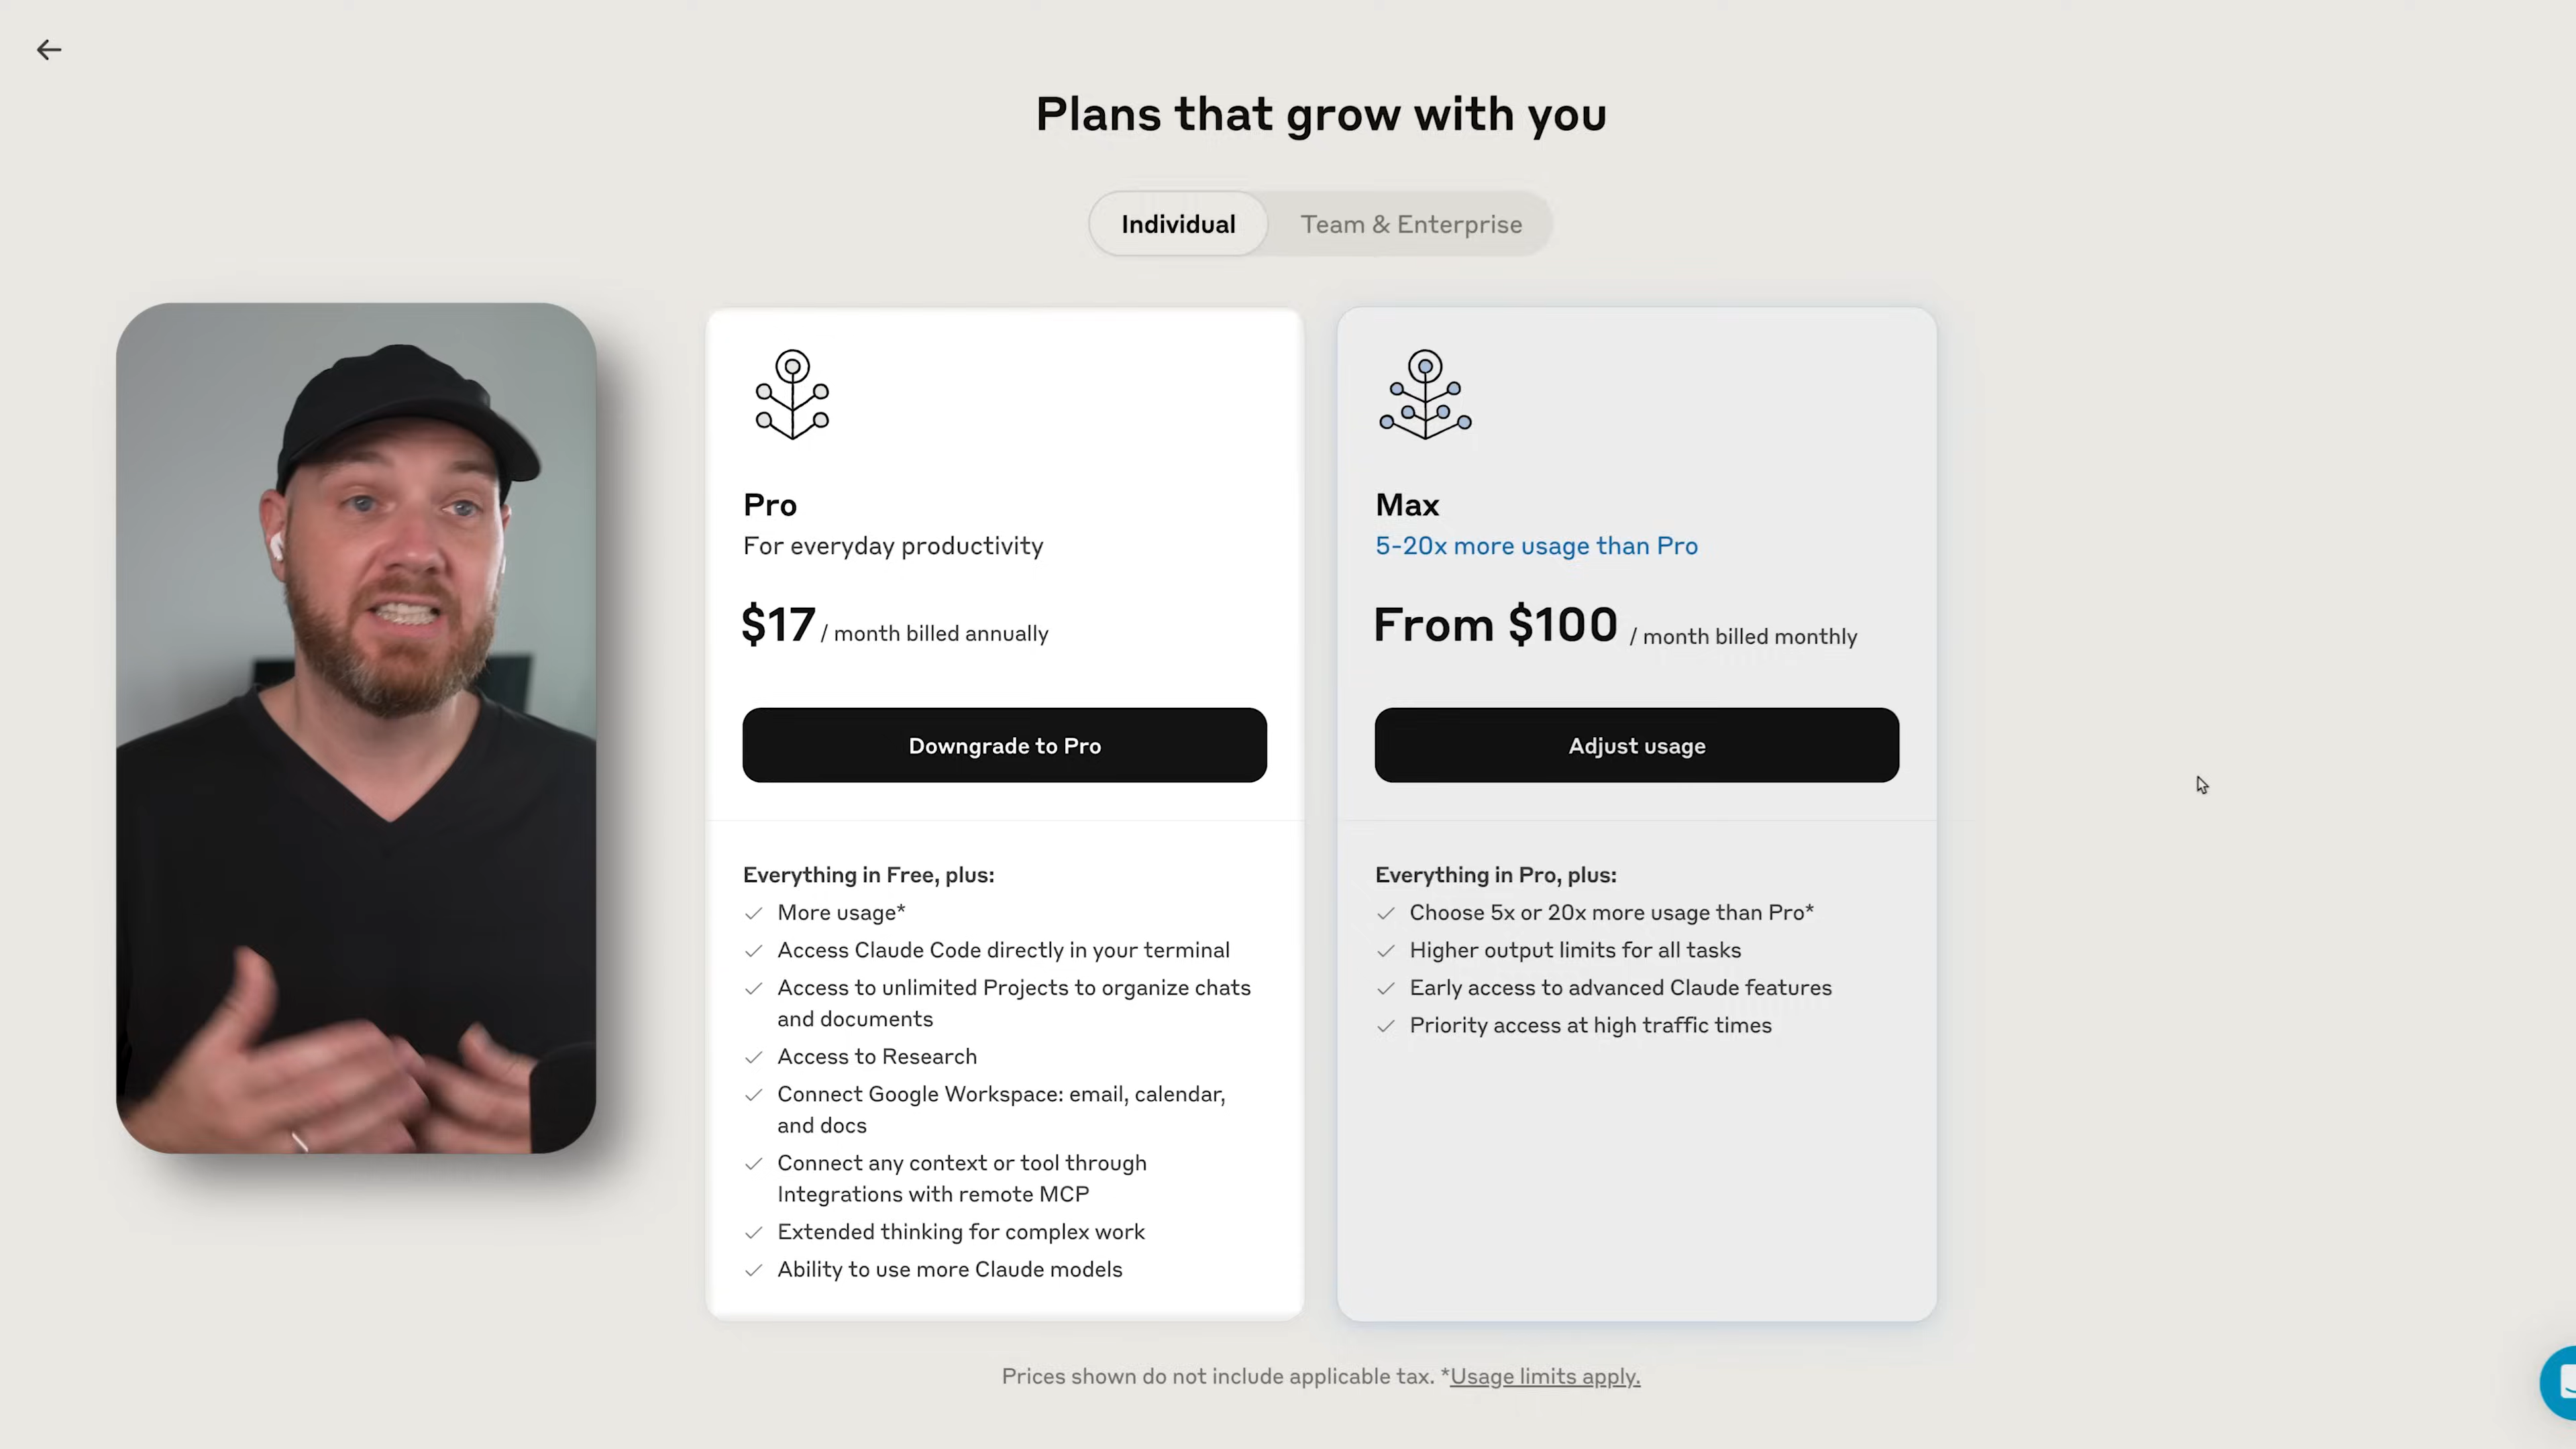 Plans that grow with you
Individual
Team & Enterprise
Pro
For everyday productivity
$17 / month billed annually
Downgrade to Pro
Everything in Free, plus:
More usage*
Access Claude Code directly in your terminal
Access to unlimited Projects to organize chats
and documents
Access to Research
Connect Google Workspace: email, calendar,
and docs
Connect any context or tool through
Integrations with remote MCP
Extended thinking for complex work
Ability to use more Claude models
Max
5-20x more usage than Pro
From $100 / month billed monthly
Adjust usage
Everything in Pro, plus:
Choose 5x or 20x more usage than Pro*
Higher output limits for all tasks
Early access to advanced Claude features
Priority access at high traffic times
Prices shown do not include applicable tax. *Usage limits apply.